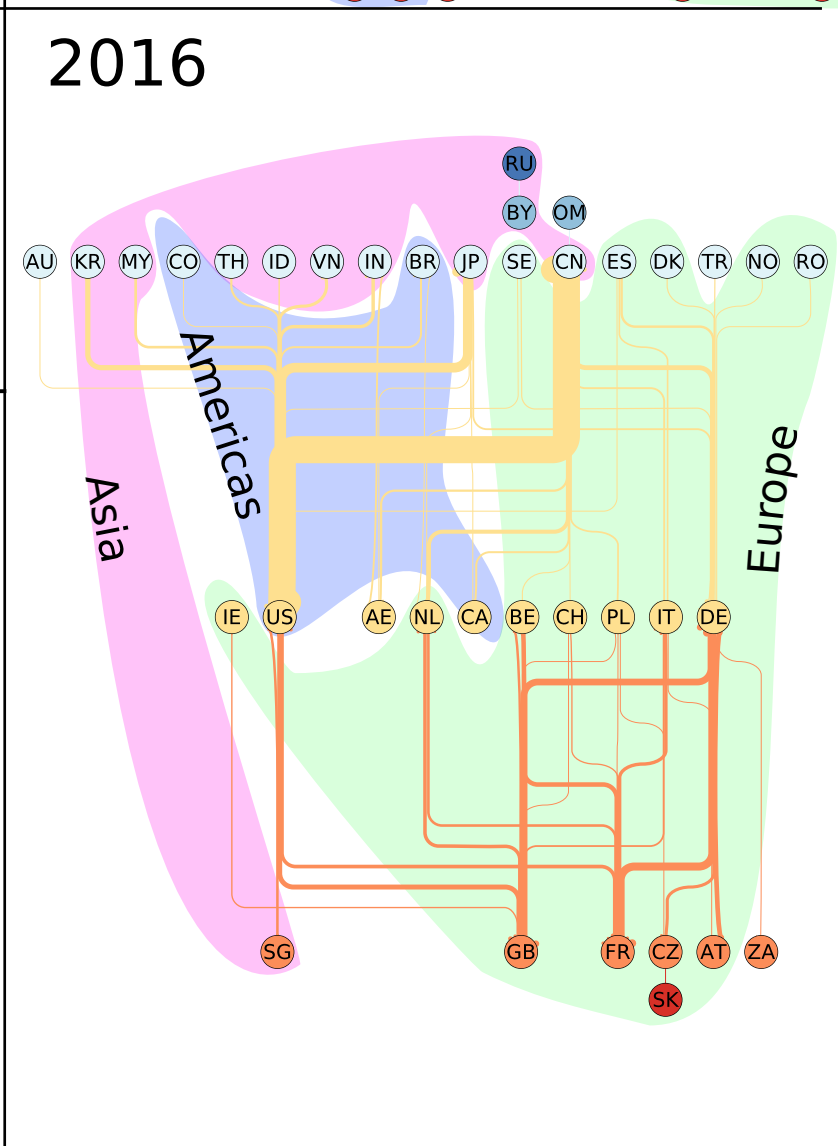 2016
RU
BY OM
AU KR MY CO TH ID VN IN BR JP SE CN ES DK TR NO RO
Americas
Europe
Asia
IE US AE NL CA BE CH PL IT DE
SG GB FR CZ AT ZA
SK